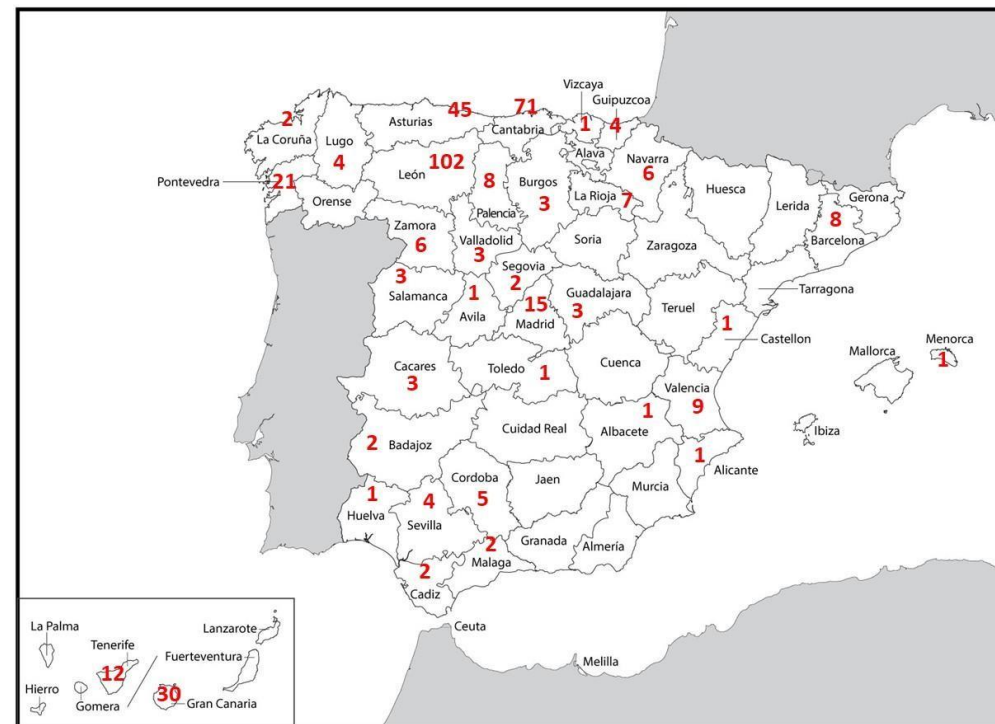 Vizcaya
71
45
Guipuzcoa
2
Asturias
Cantabria
1
4
La Coruña
Lugo
Alava
Navarra
4
León
102
8
Burgos
6
Huesca
Pontevedra
21
La Rioja
7
Lerida
Gerona
Orense
Palencia
3
8
Zamora
Valladolid
Soria
Zaragoza
Barcelona
6
3
Segovia
3
2
Guadalajara
Tarragona
Salamanca
1
15
3
Teruel
Avila
Madrid
1
Castellon
Menorca
Mallorca
1
Cacares
Toledo
Cuenca
3
1
Valencia
1
9
2
Badajoz
Cuidad Real
Albacete
Ibiza
1
Alicante
Cordoba
Jaen
1
4
5
Murcia
Huelva
Sevilla
2
Granada
Almería
2
Malaga
Cadiz
La Palma
Lanzarote
Ceuta
Tenerife
Fuerteventura
Melilla
12
30
Hierro
Gomera
Gran Canaria